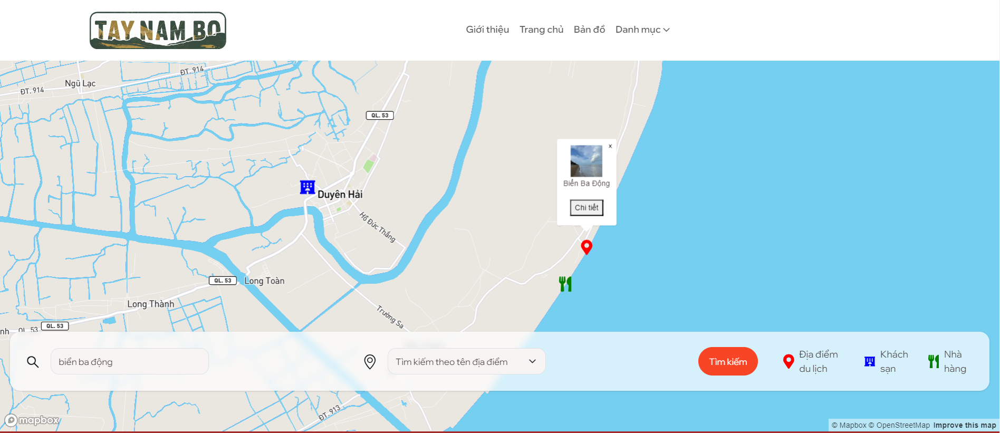 TAY NAM BO
Giới thiệu
Trang chủ
Bản đồ
Danh mục
ĐT. 914
Ngũ Lạc
ĐT. 914
QL. 53
x
Biển Ba Động
Chi tiết
Duyên Hải
Hồ Đức Thắng
QL. 53
Long Toàn
Long Thành
Trường Sa
QL. 53
nh
QL. 53
biển ba động
Tìm kiếm theo tên địa điểm
Tìm kiếm
Địa điểm
du lịch
Khách
sạn
Nhà
hàng
ĐT. 913
mapbox
© Mapbox © OpenStreetMap Improve this map